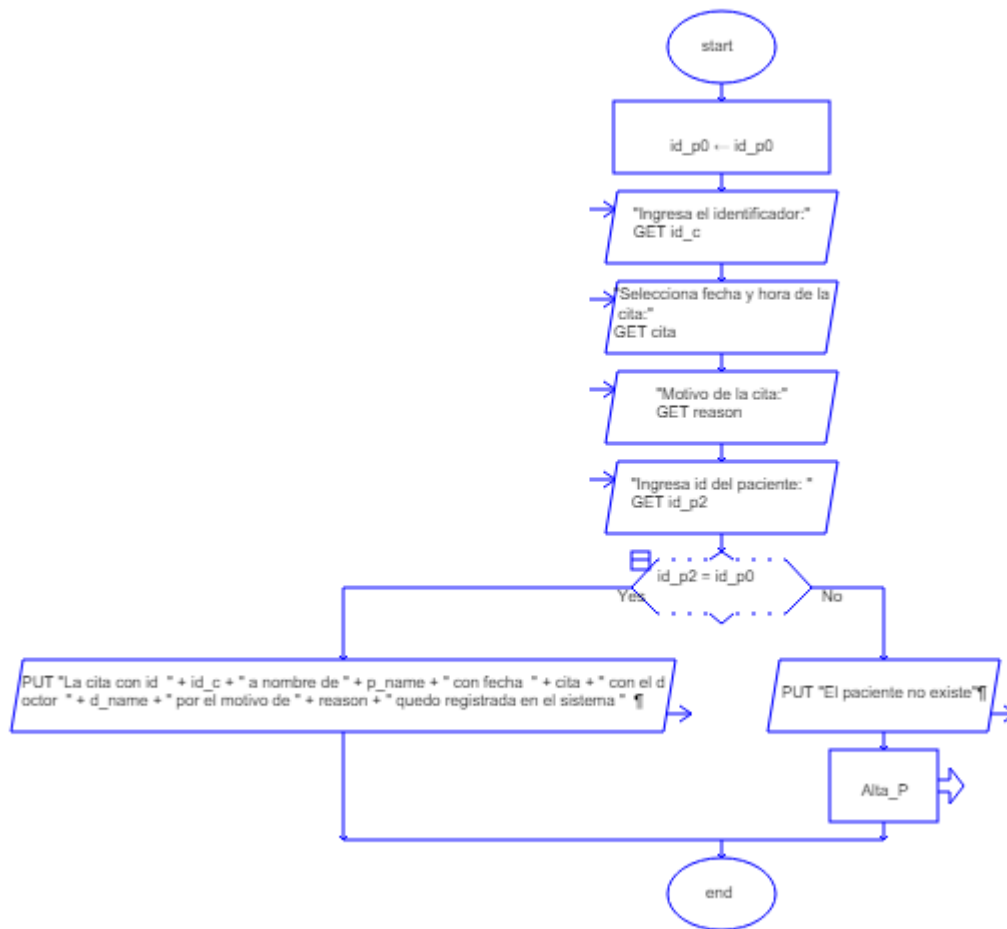 start
id_p0 ← id_p0
"Ingresa el identificador:"
GET id_c
"Selecciona fecha y hora de la
cita:"
GET cita
"Motivo de la cita:"
GET reason
"Ingresa id del paciente: "
GET id_p2
id_p2 = id_p0
Yes
No
PUT "La cita con id  " + id_c + " a nombre de " + p_name + " con fecha  " + cita + " con el d
octor  " + d_name + " por el motivo de " + reason + " quedo registrada en el sistema "  ¶
PUT "El paciente no existe"¶
Alta_P
end